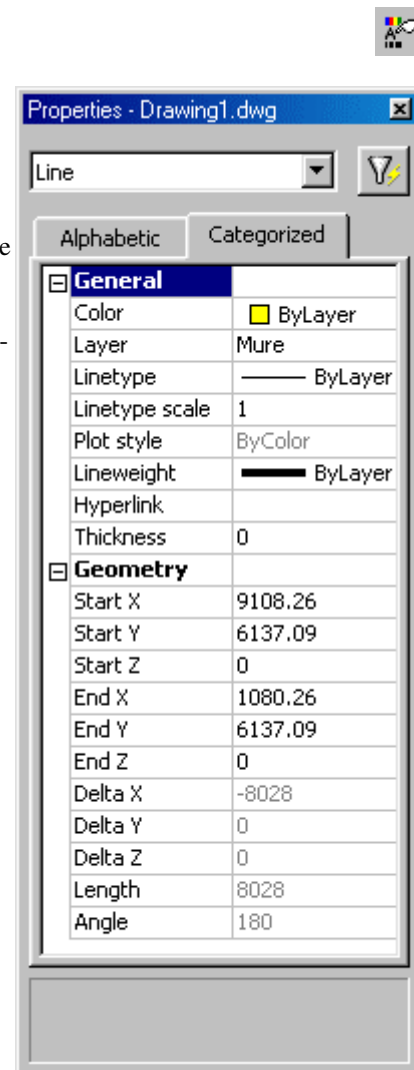 Properties - Drawing1.dwg
Line
e
Alphabetic Categorized
General
Color ByLayer
-
Layer Mure
Linetype ByLayer
Linetype scale 1
Plot style ByColor
Lineweight ByLayer
Hyperlink
Thickness 0
Geometry
Start X 9108.26
Start Y 6137.09
Start Z 0
End X 1080.26
End Y 6137.09
End Z 0
Delta X -8028
Delta Y 0
Delta Z 0
Length 8028
Angle 180